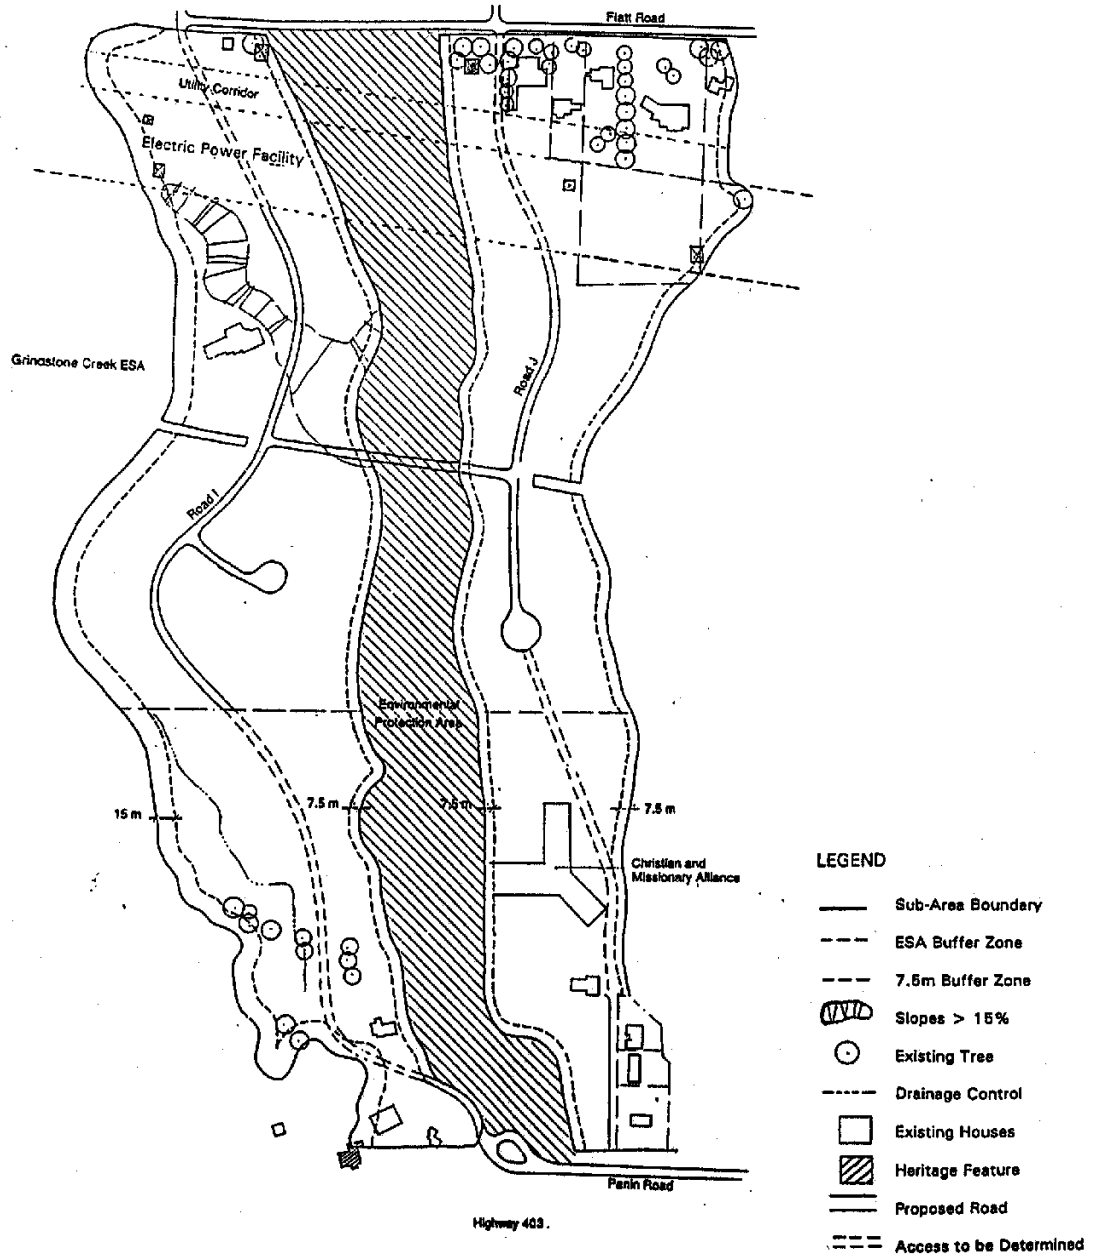 Flatt Road
Utility Corridor
Electric Power Facility
Grindstone Creek ESA
Road J
Road I
Environmental
Protection Area
15 m
7.5 m
7.5 m
7.5 m
Christian and
Missionary Alliance
LEGEND
Sub-Area Boundary
ESA Buffer Zone
7.5m Buffer Zone
Slopes > 15%
Existing Tree
Drainage Control
Existing Houses
Heritage Feature
Proposed Road
Access to be Determined
Panin Road
Highway 403.